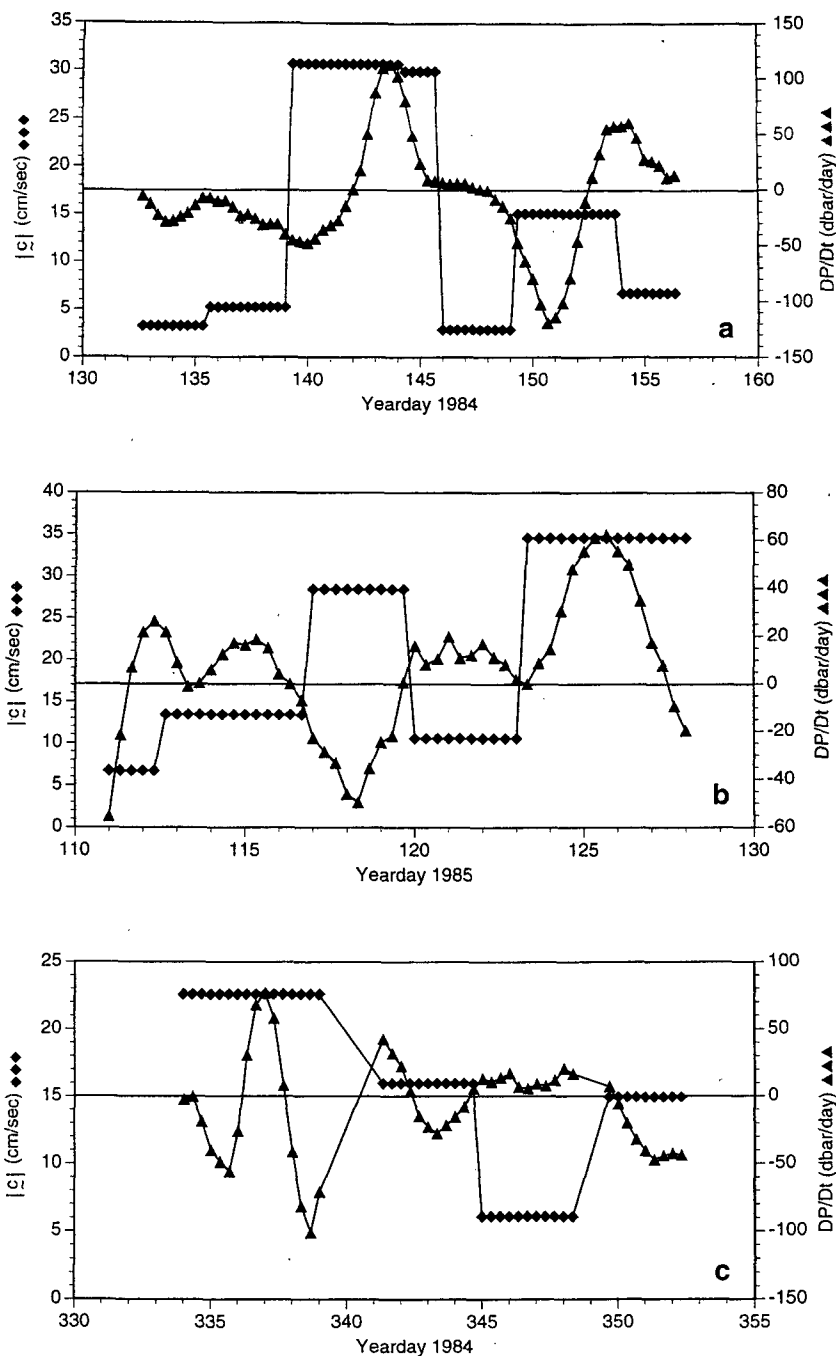 35
30
25
20
15
10
5
0
|c| (cm/sec) ◆◆◆
150
100
50
0
-50
-100
-150
DP/Dt (dbar/day) ▲▲▲
a
130 135 140 145 150 155 160
Yearday 1984
40
35
30
25
20
15
10
5
0
|c| (cm/sec) ◆◆◆
80
60
40
20
0
-20
-40
-60
DP/Dt (dbar/day) ▲▲▲
b
110 115 120 125 130
Yearday 1985
25
20
15
10
5
0
|c| (cm/sec) ◆◆◆
100
50
0
-50
-100
-150
DP/Dt (dbar/day) ▲▲▲
c
330 335 340 345 350 355
Yearday 1984